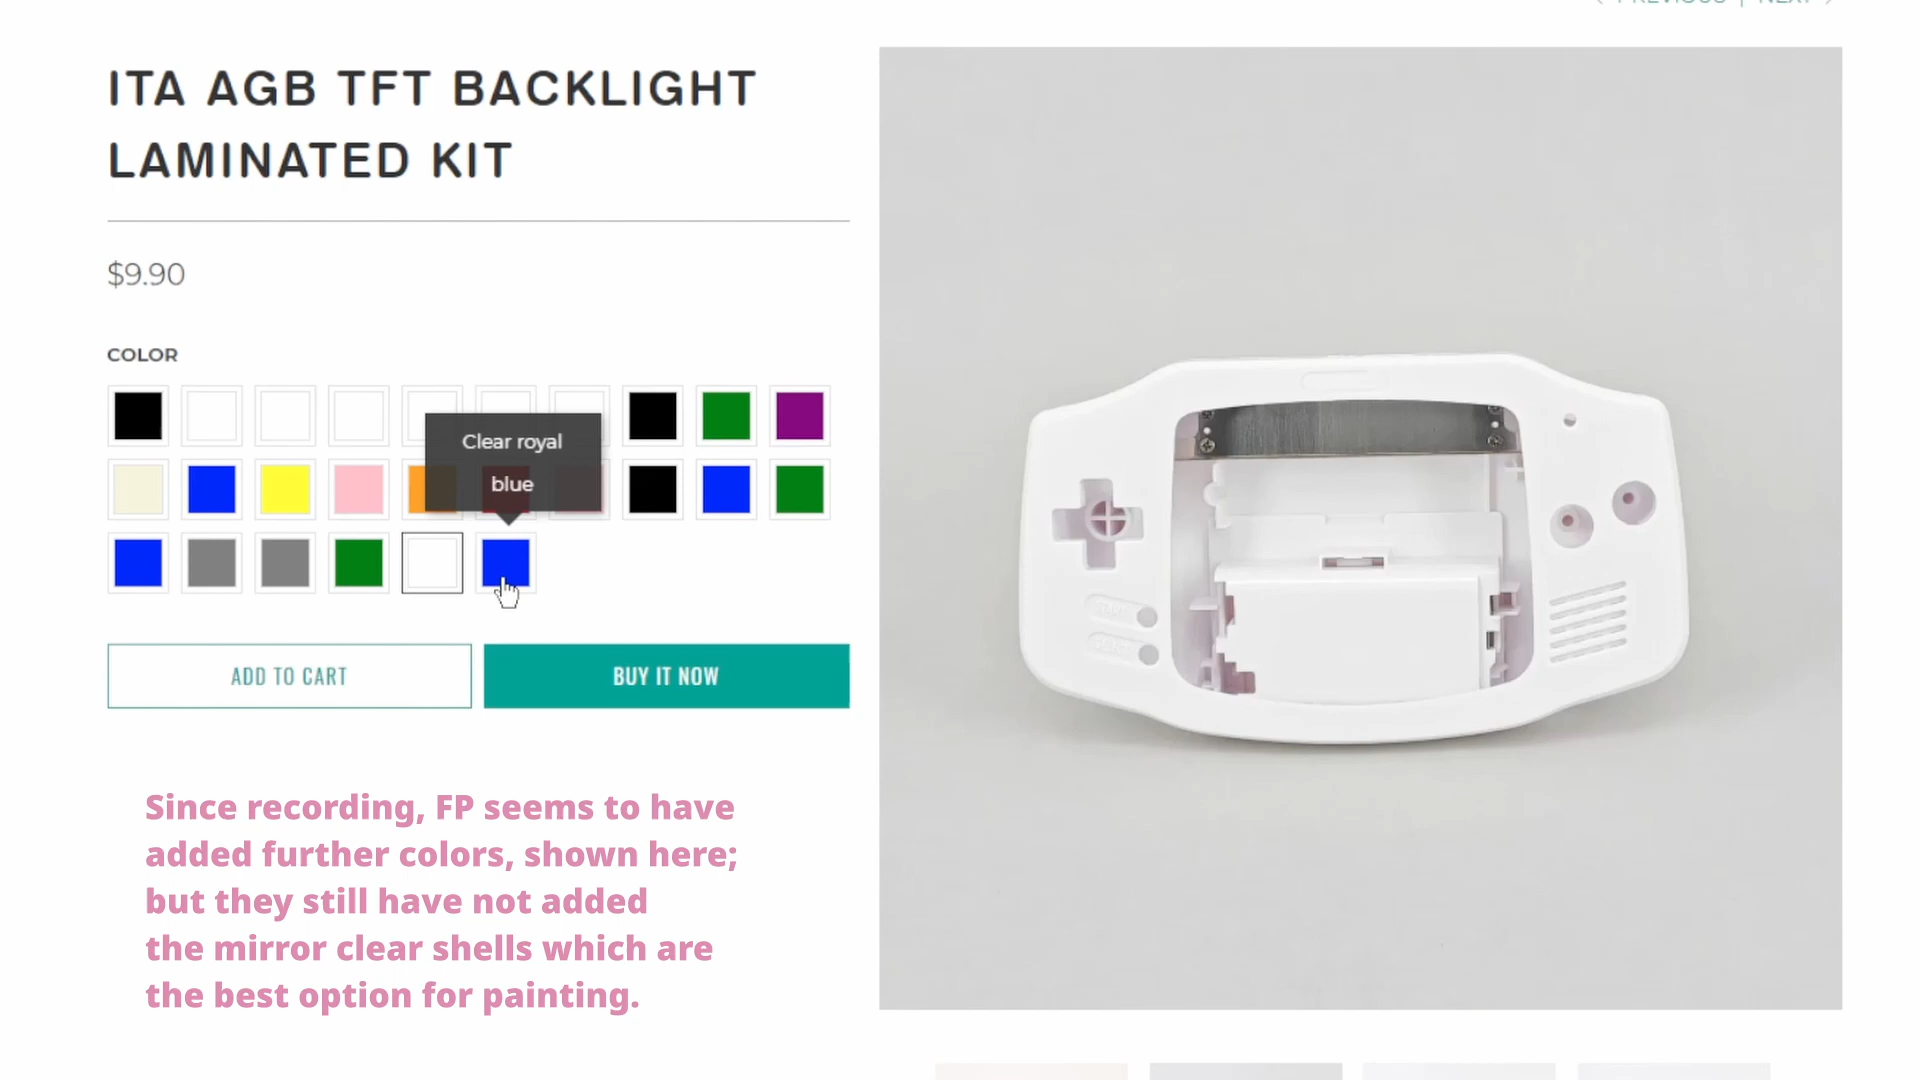 PREVIOUS | NEXT
ITA AGB TFT BACKLIGHT
LAMINATED KIT
$9.90
COLOR
Clear royal
blue
ADD TO CART
BUY IT NOW
Since recording, FP seems to have
added further colors, shown here;
but they still have not added
the mirror clear shells which are
the best option for painting.